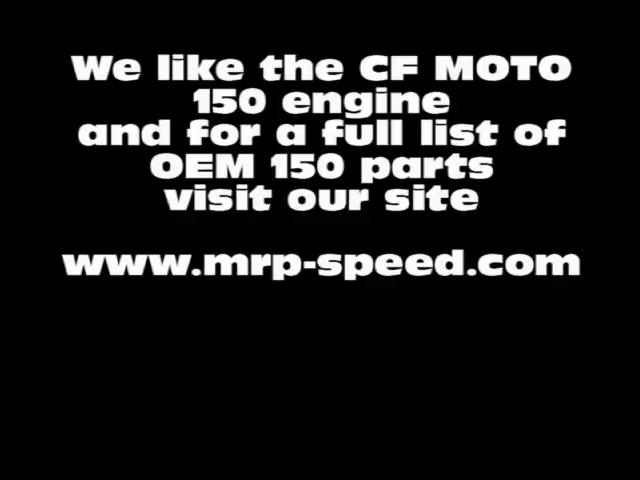 We like the CF MOTO
150 engine
and for a full list of
OEM 150 parts
visit our site
www.mrp-speed.com